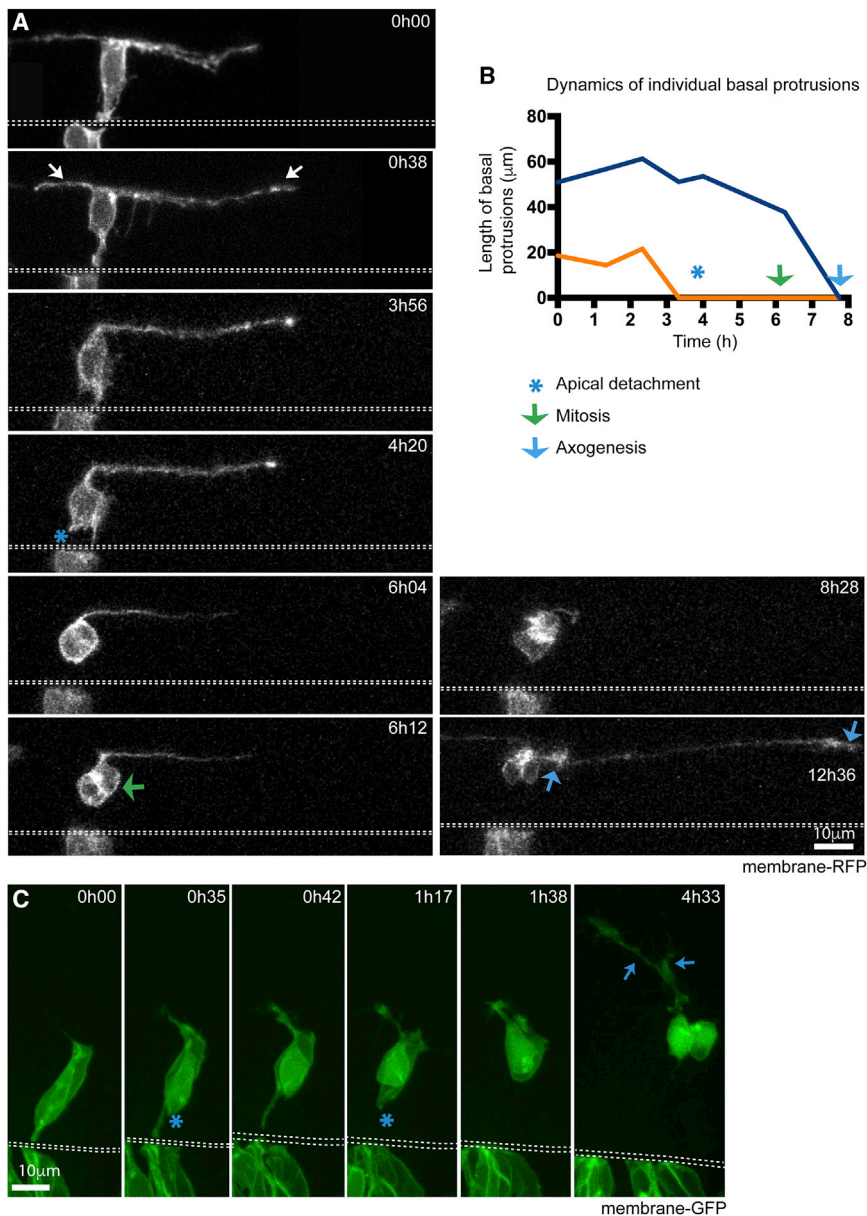 A
0h00
0h38
3h56
4h20
*
6h04
6h12
8h28
12h36
10μm
membrane-RFP
B
Dynamics of individual basal protrusions
Length of basal
protrusions (μm)
80
60
40
20
0
*
0 1 2 3 4 5 6 7 8
Time (h)
* Apical detachment
Mitosis
Axogenesis
C
0h00 0h35 0h42 1h17 1h38 4h33
* *
10μm
membrane-GFP